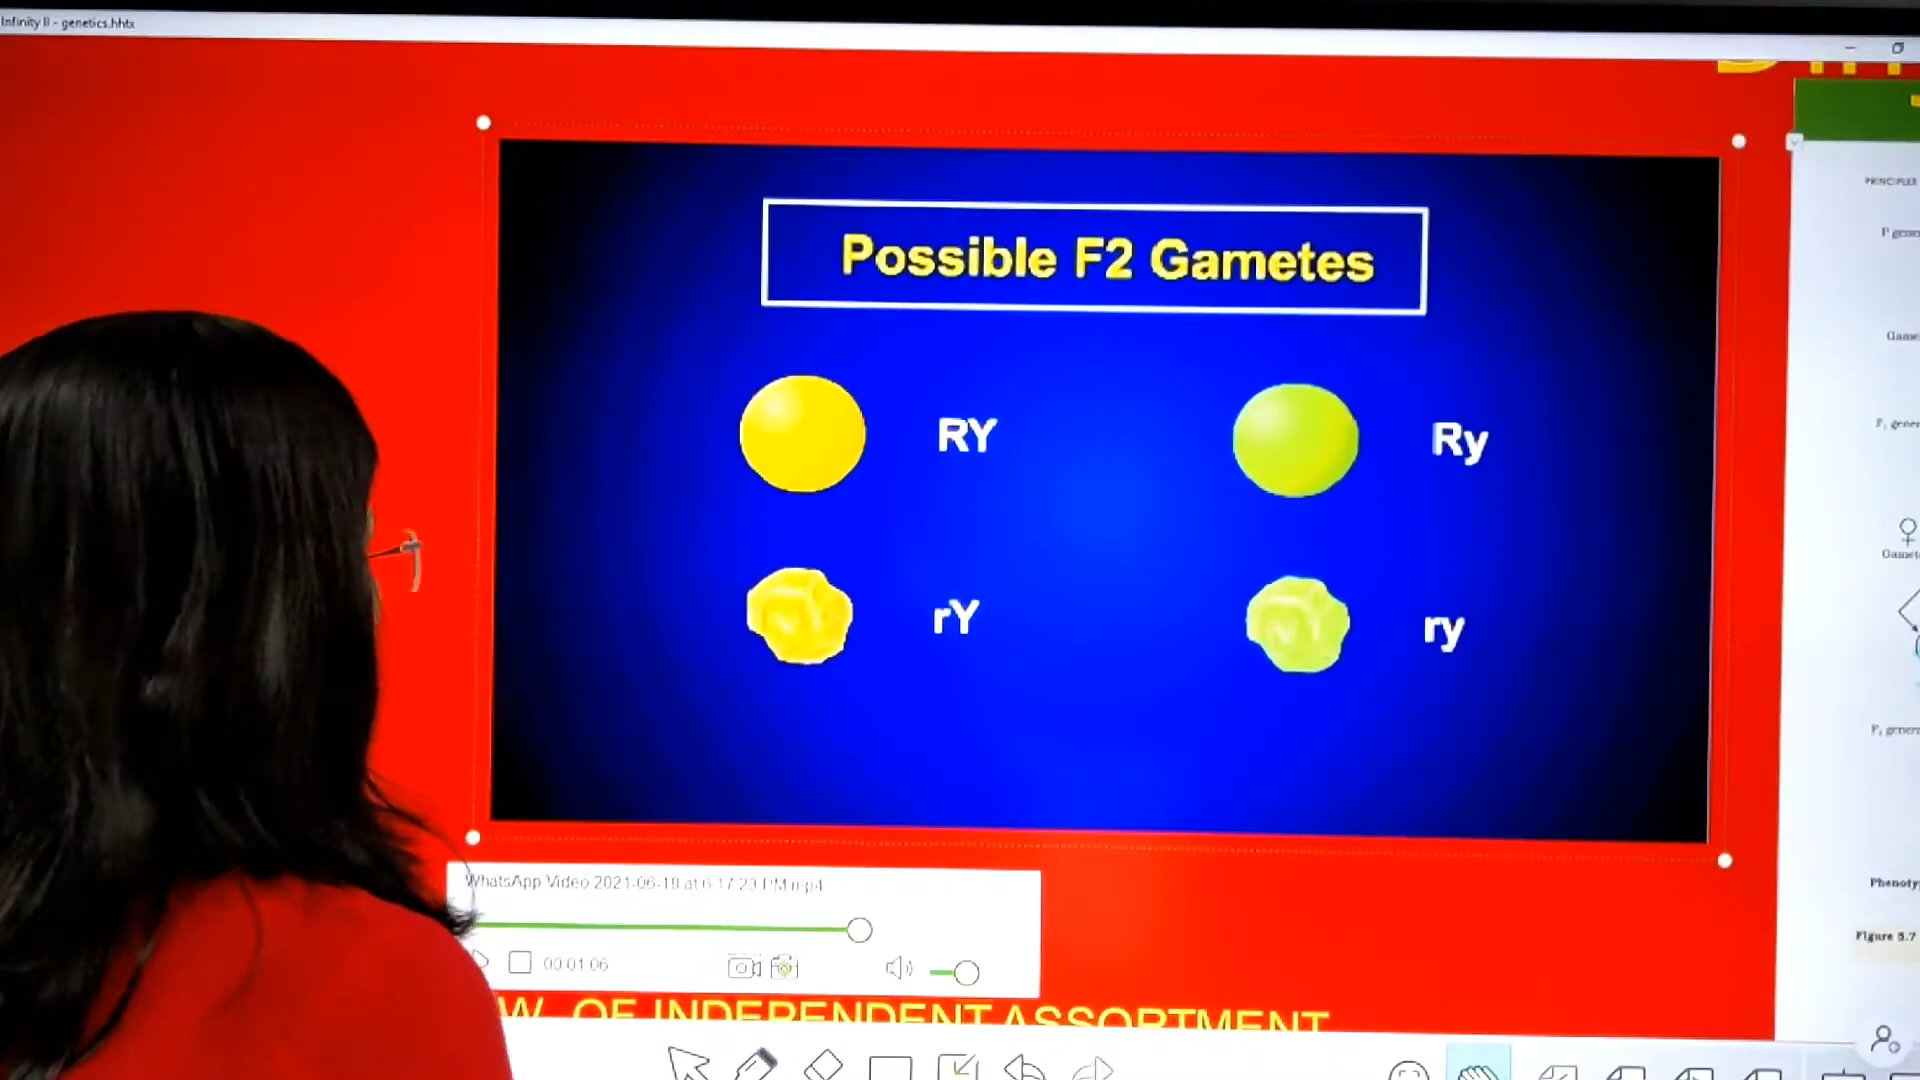 Infinity II - genetics.hhtx
Possible F2 Gametes
RY
Ry
rY
ry
WhatsApp Video 2021-06-18 at 6.17.23 PM.mp4
00:01:06
OF INDEPENDENT ASSORTMENT
PRINCIPLES
Figure 5.7